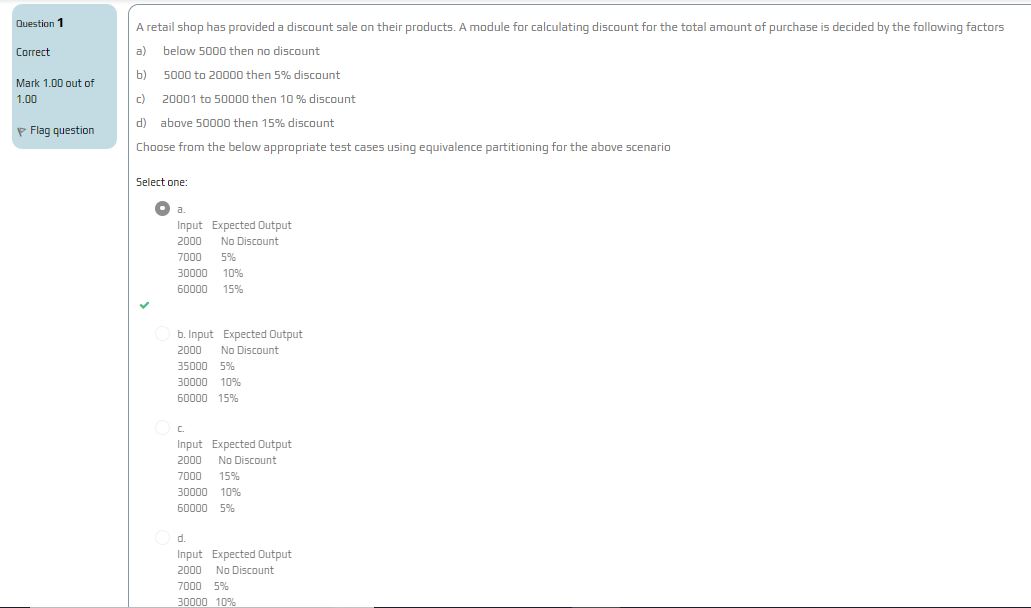 Question 1
Correct
Mark 1.00 out of
1.00
Flag question
A retail shop has provided a discount sale on their products. A module for calculating discount for the total amount of purchase is decided by the following factors
a) below 5000 then no discount
b) 5000 to 20000 then 5% discount
c) 20001 to 50000 then 10 % discount
d) above 50000 then 15% discount
Choose from the below appropriate test cases using equivalence partitioning for the above scenario
Select one:
a.
Input Expected Output
2000 No Discount
7000 5%
30000 10%
60000 15%
b. Input Expected Output
2000 No Discount
35000 5%
30000 10%
60000 15%
c.
Input Expected Output
2000 No Discount
7000 15%
30000 10%
60000 5%
d.
Input Expected Output
2000 No Discount
7000 5%
30000 10%